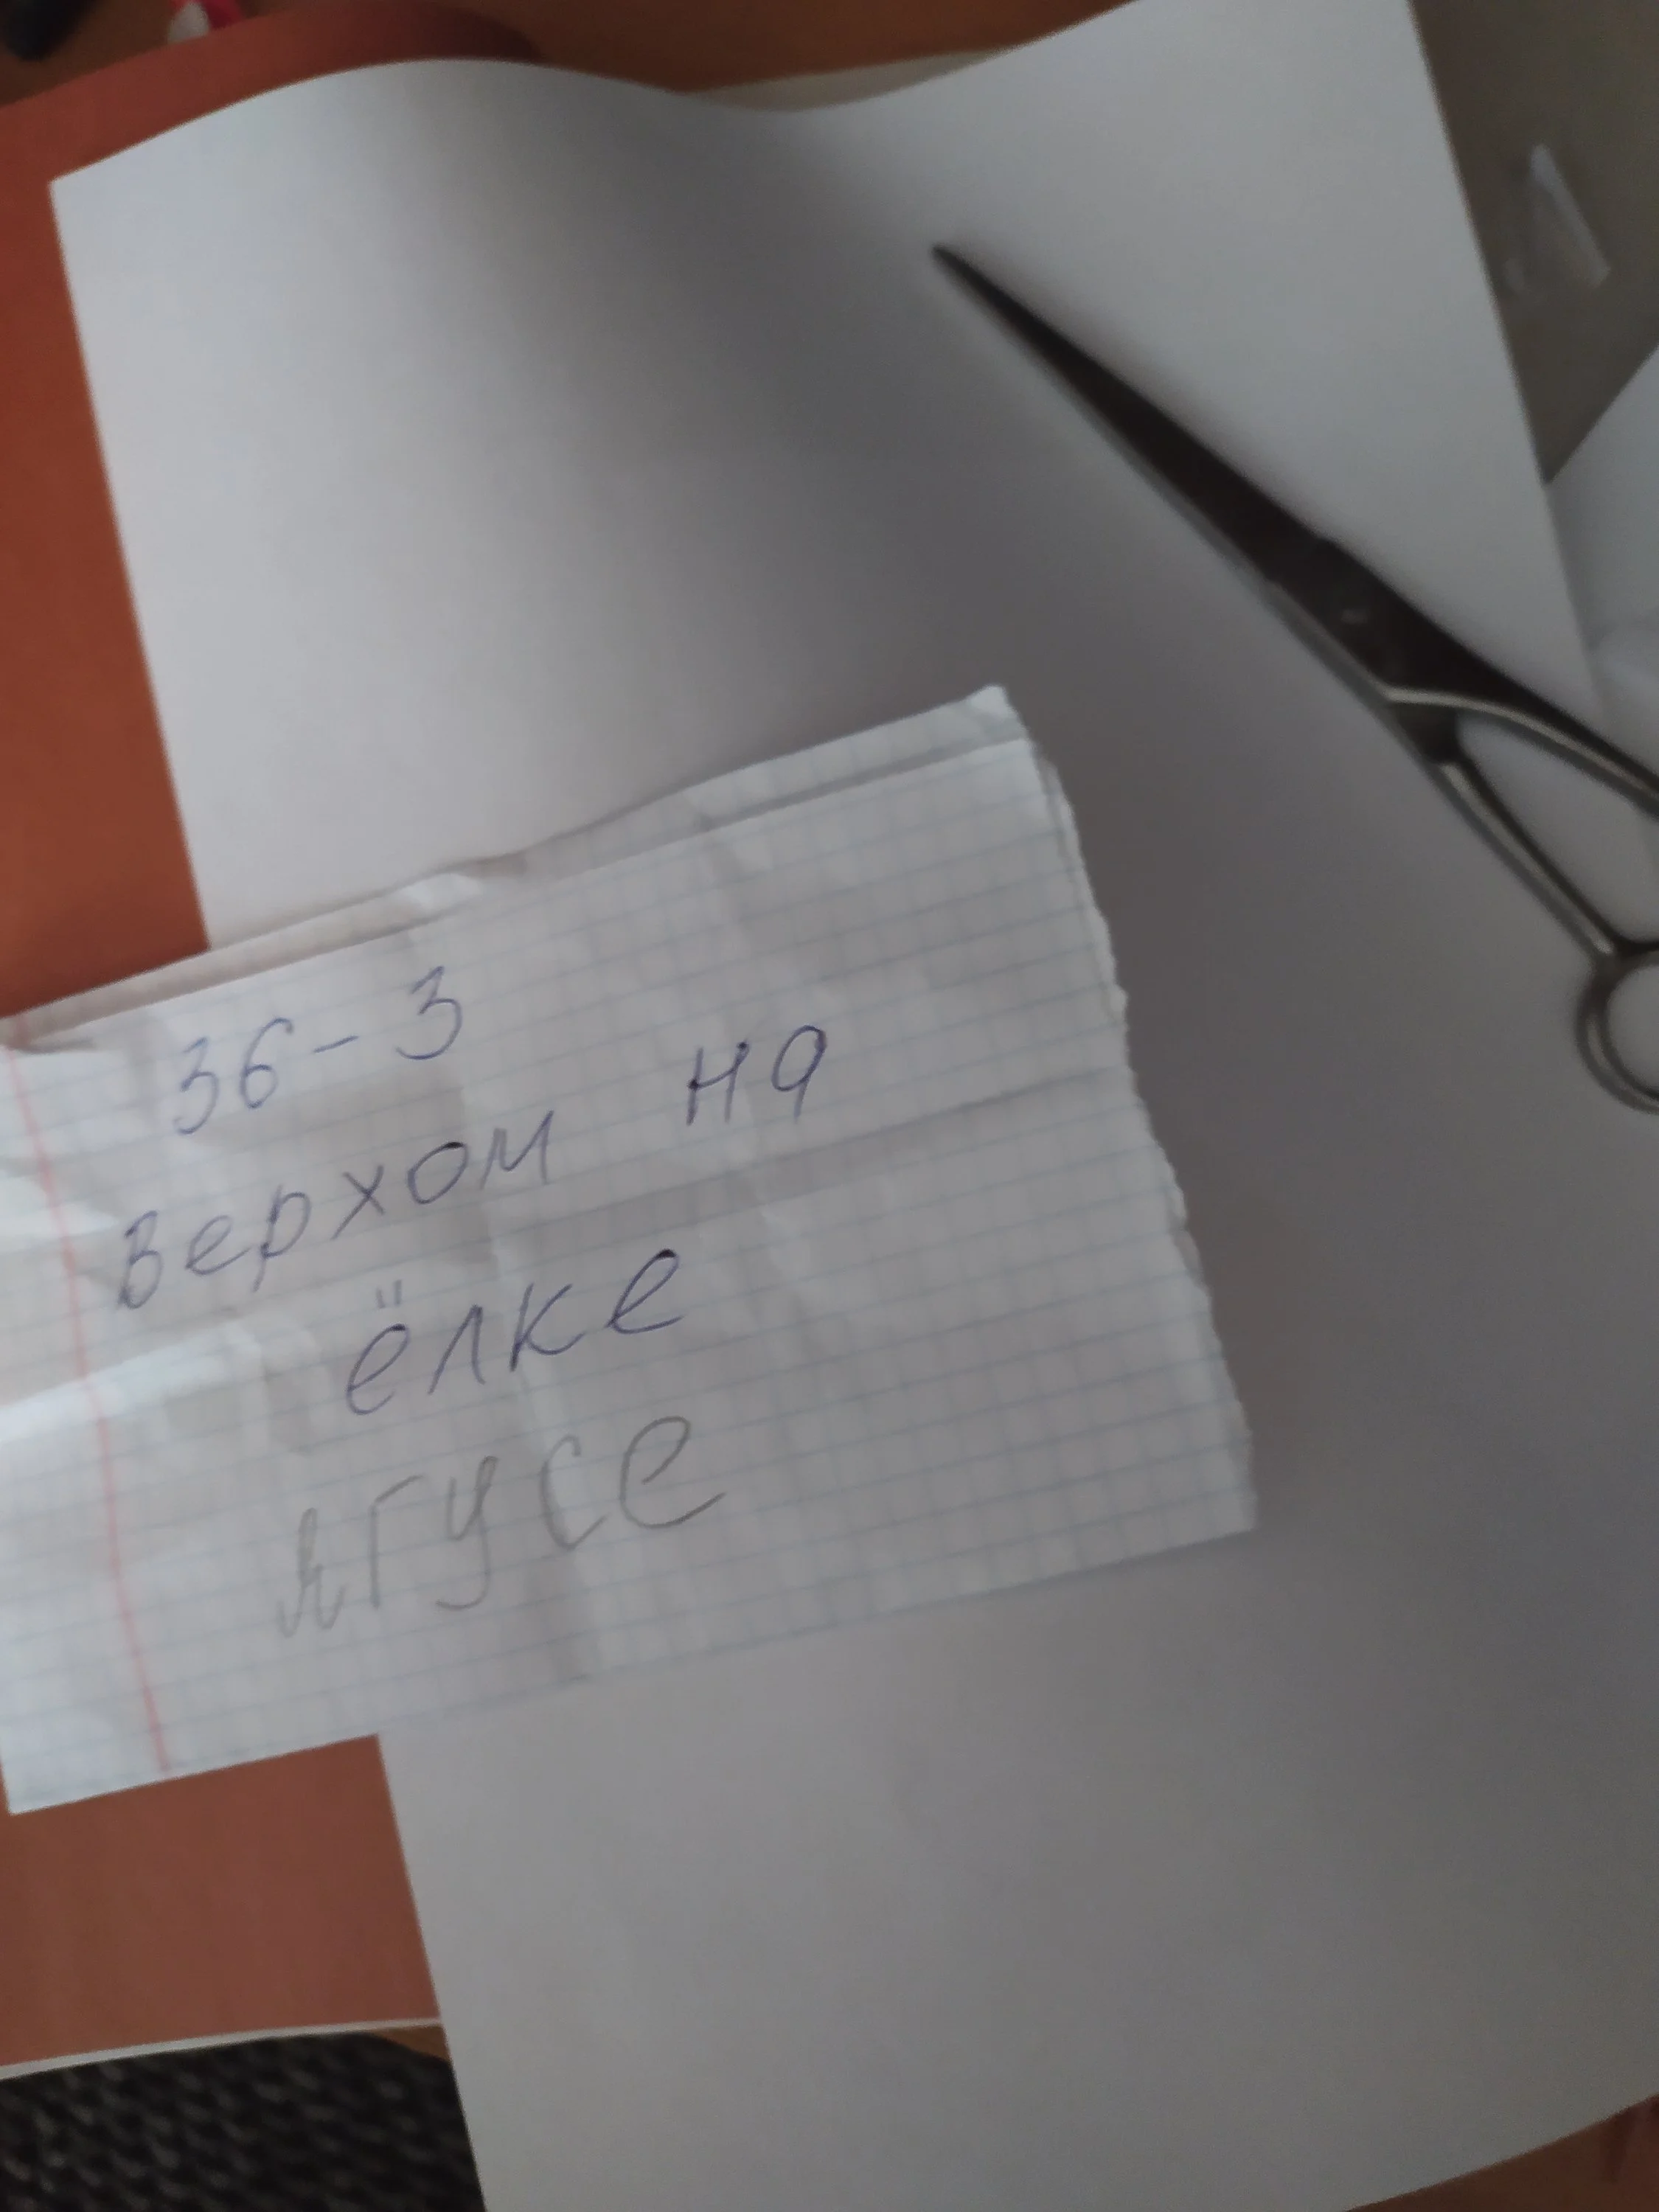 36-3
верхом на
ёлке
ягусе